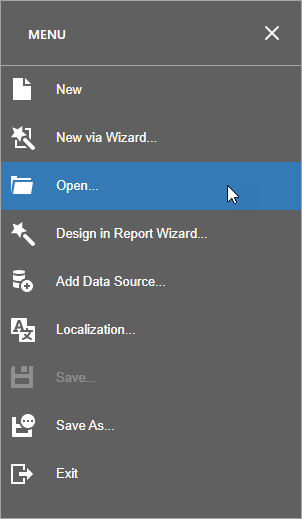 MENU
New
New via Wizard...
Open...
Design in Report Wizard...
Add Data Source...
Localization...
Save...
Save As...
Exit